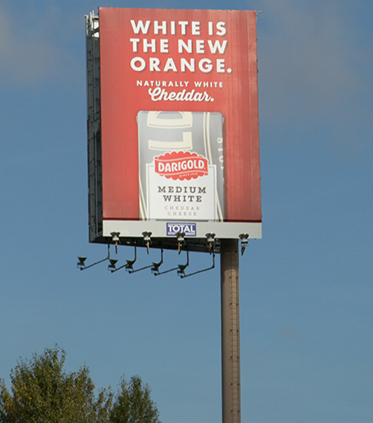 WHITE IS
THE NEW
ORANGE.
NATURALLY WHITE
Cheddar.
DARIGOLD
MEDIUM
WHITE
CHEDDAR
CHEESE
TOTAL